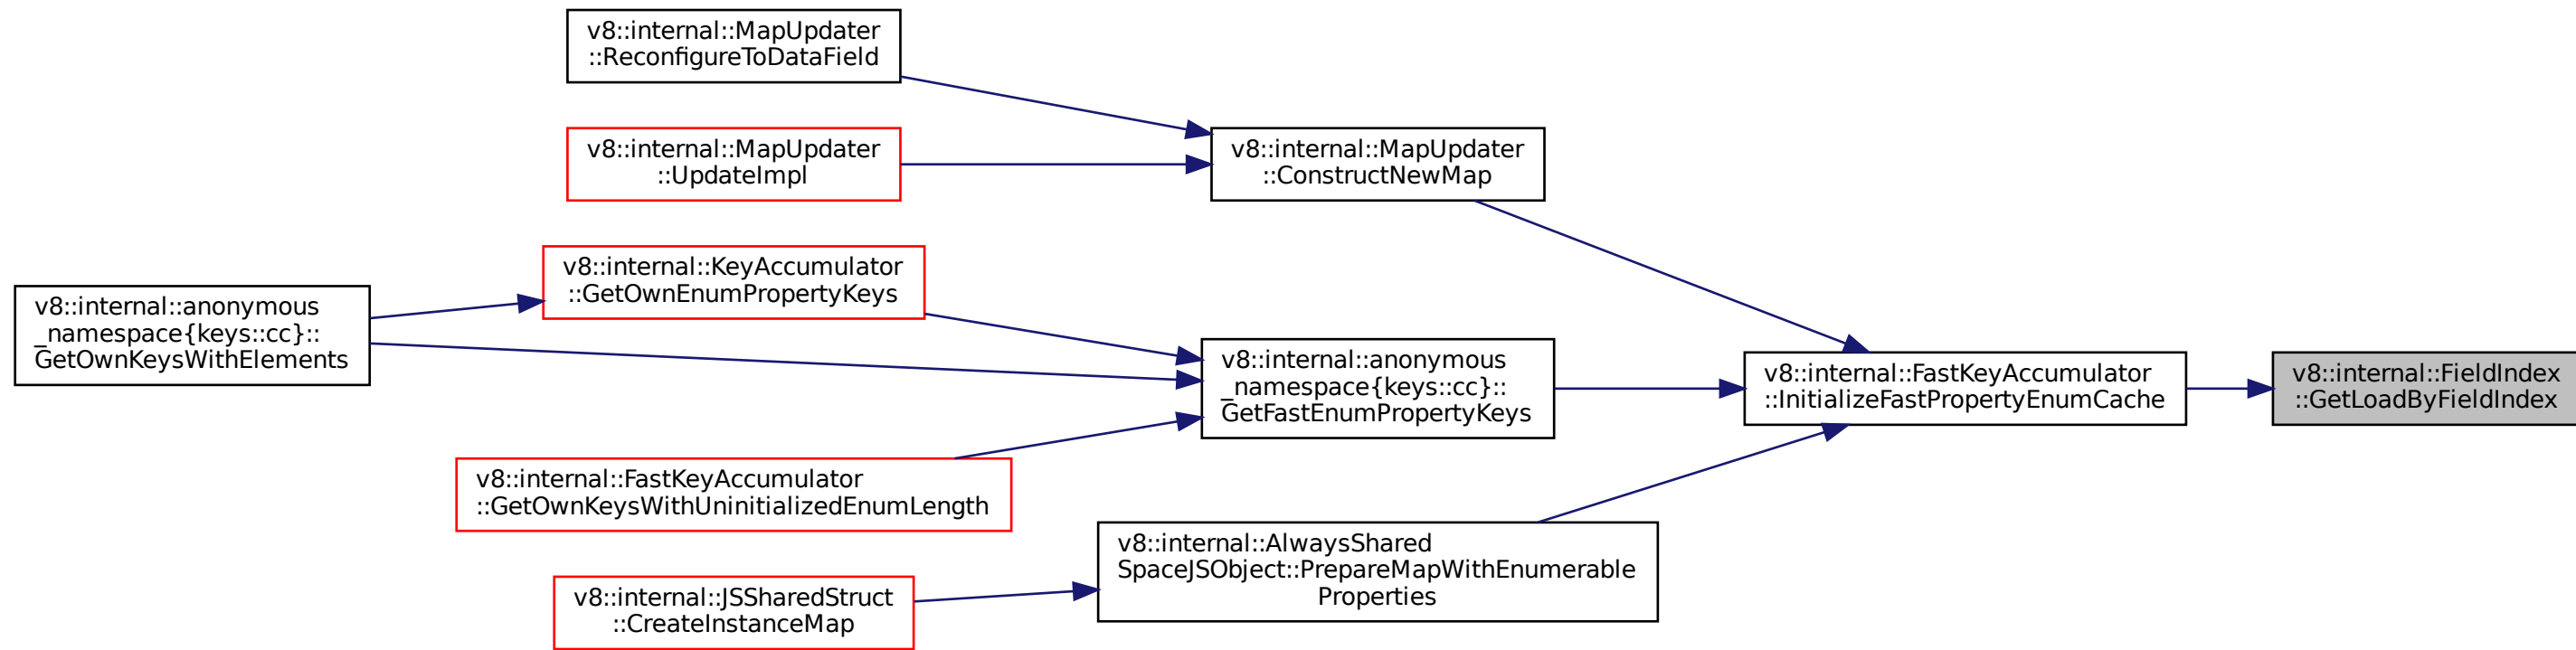 v8::internal::MapUpdater
::ReconfigureToDataField
v8::internal::MapUpdater
::UpdateImpl
v8::internal::MapUpdater
::ConstructNewMap
v8::internal::KeyAccumulator
::GetOwnEnumPropertyKeys
v8::internal::anonymous
_namespace{keys::cc}::
GetOwnKeysWithElements
v8::internal::anonymous
_namespace{keys::cc}::
GetFastEnumPropertyKeys
v8::internal::FastKeyAccumulator
::InitializeFastPropertyEnumCache
v8::internal::FieldIndex
::GetLoadByFieldIndex
v8::internal::FastKeyAccumulator
::GetOwnKeysWithUninitializedEnumLength
v8::internal::AlwaysShared
SpaceJSObject::PrepareMapWithEnumerable
Properties
v8::internal::JSSharedStruct
::CreateInstanceMap